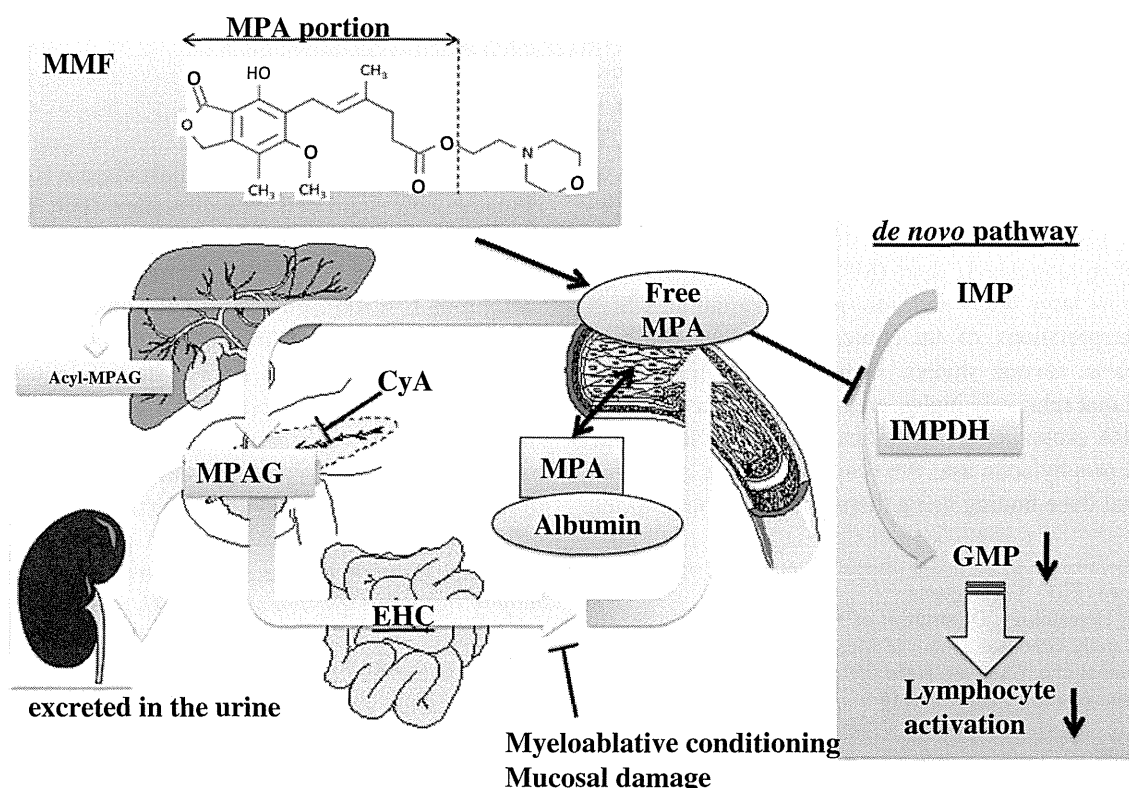 MPA portion
MMF
O
HO
CH₃
O
O
O
O
N
O
CH₃
CH₃
de novo pathway
Free
MPA
IMP
Acyl-MPAG
CyA
IMPDH
MPAG
MPA
Albumin
GMP
EHC
excreted in the urine
Lymphocyte
activation
Myeloablative conditioning
Mucosal damage